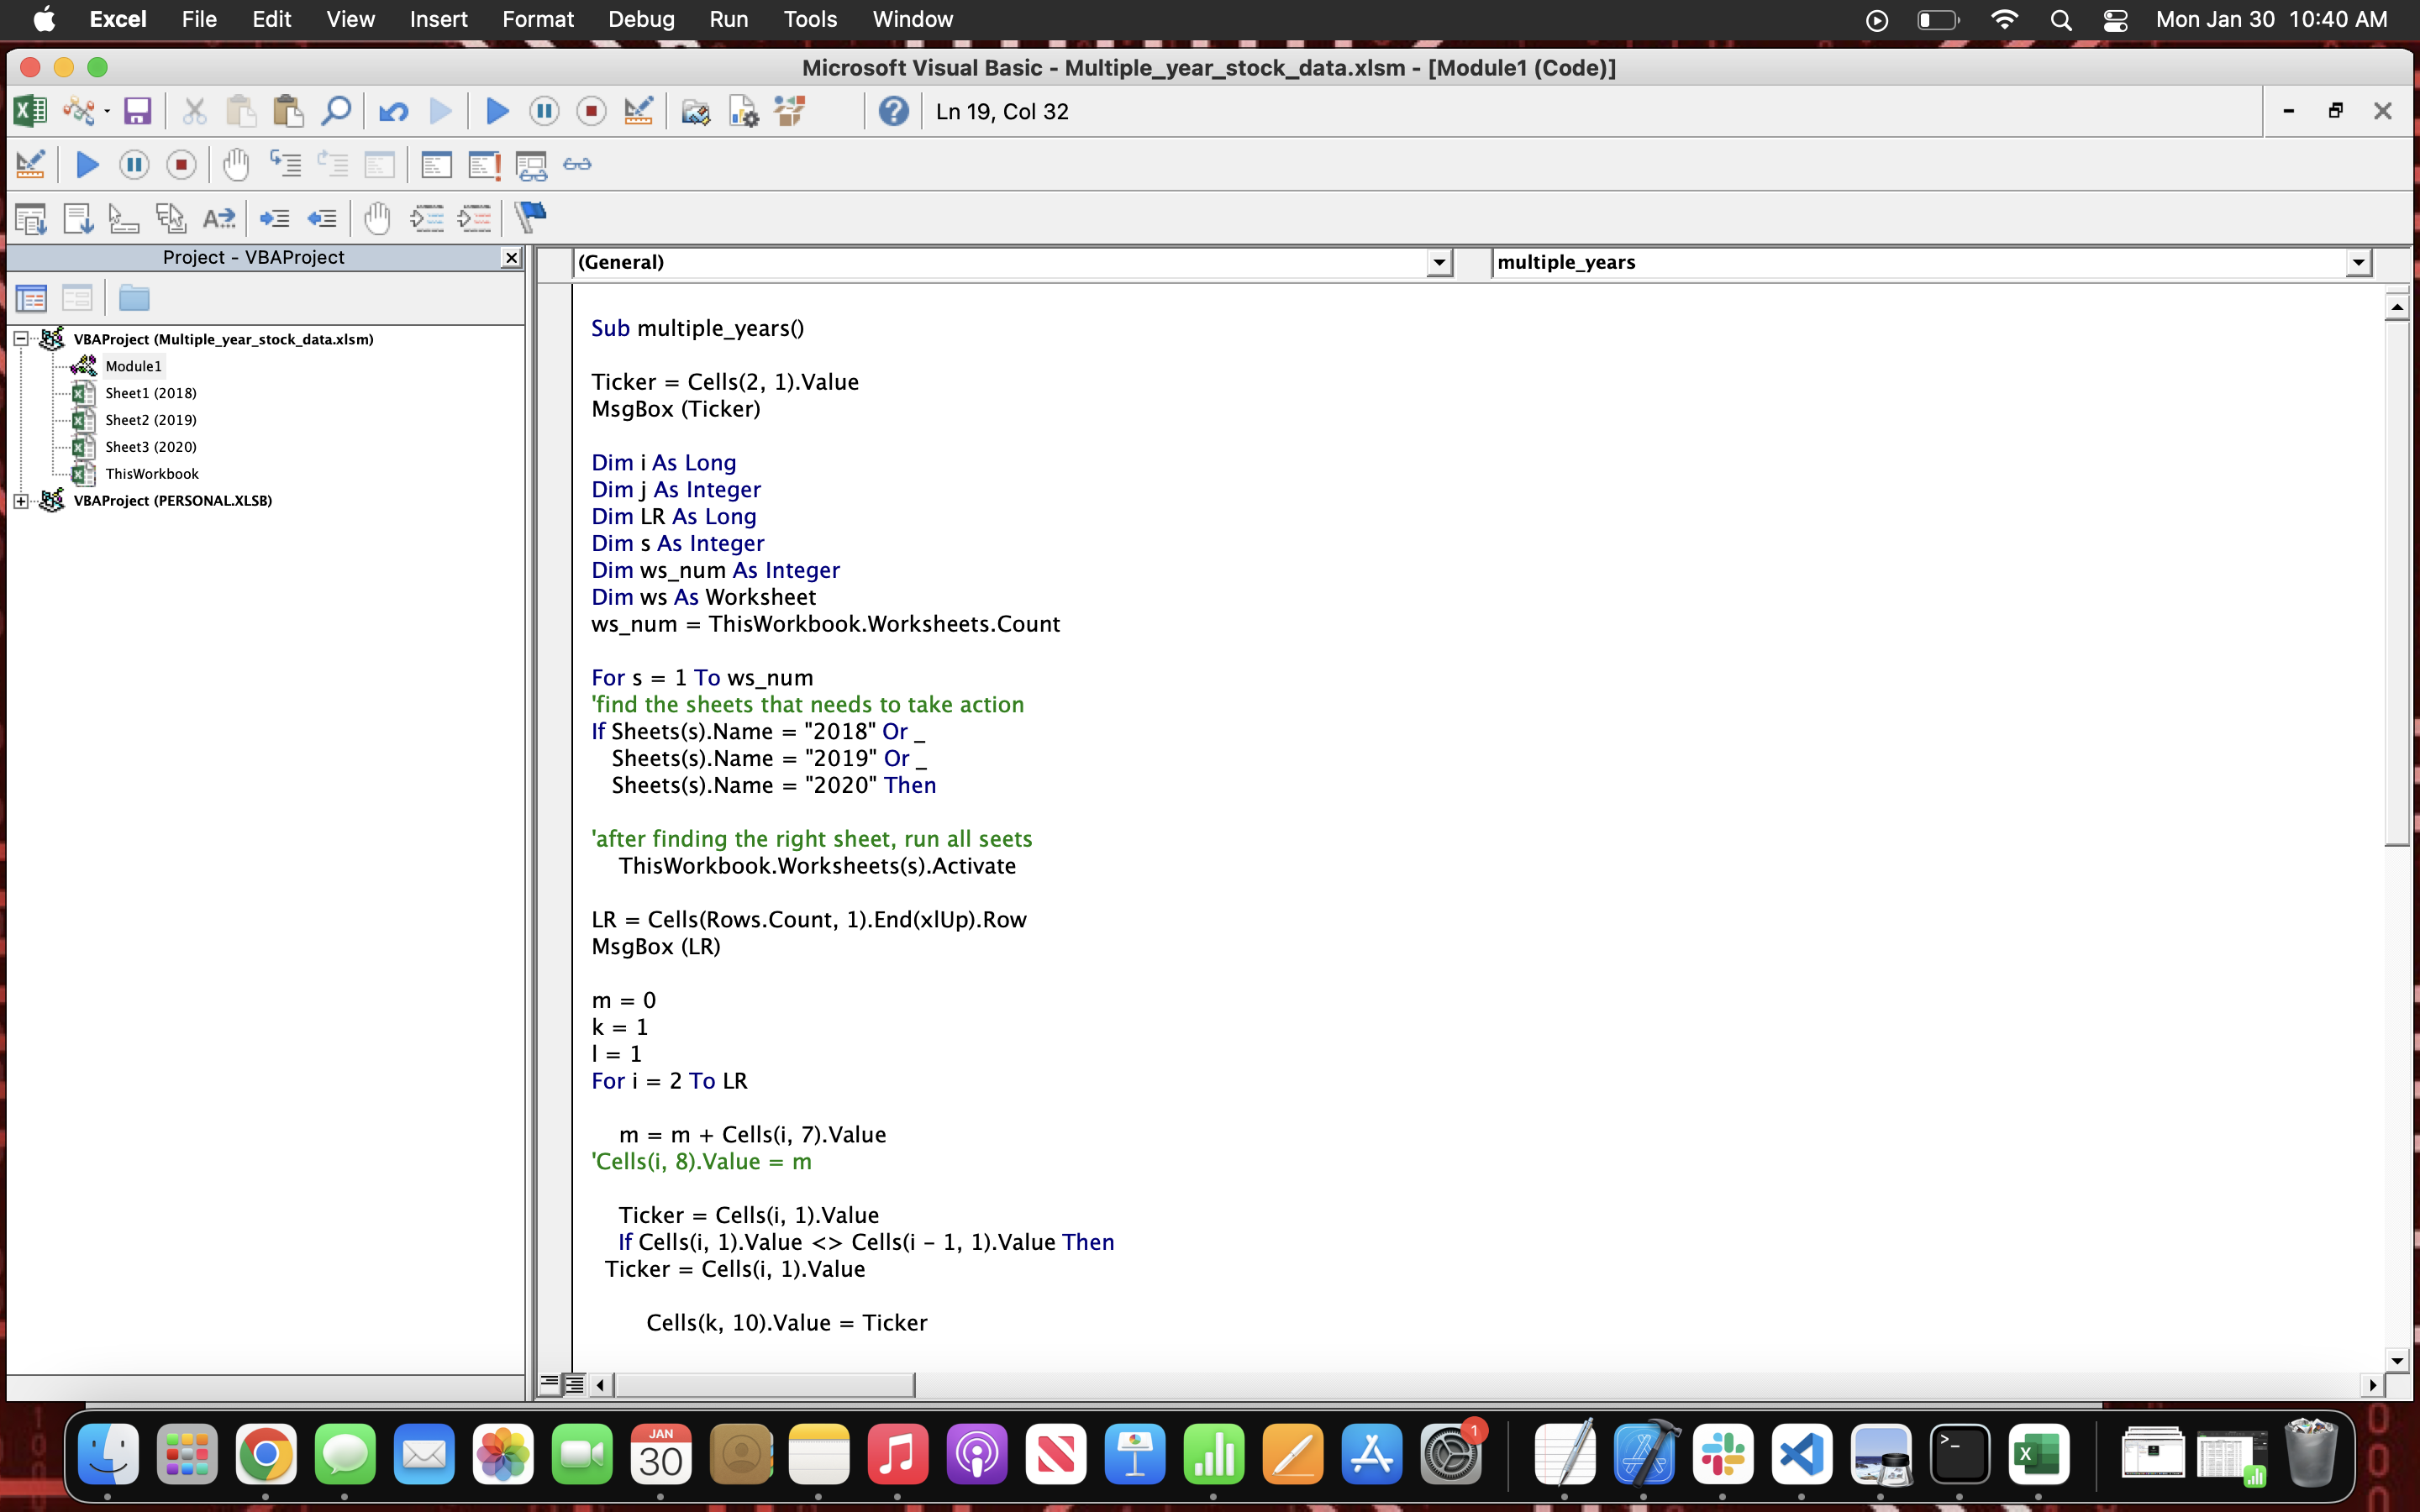 Excel File Edit View Insert Format Debug Run Tools Window Mon Jan 30 10:40 AM
Microsoft Visual Basic - Multiple_year_stock_data.xlsm - [Module1 (Code)]
Ln 19, Col 32
Project - VBAProject
(General)
multiple_years
VBAProject (Multiple_year_stock_data.xlsm)
Module1
Sheet1 (2018)
Sheet2 (2019)
Sheet3 (2020)
ThisWorkbook
VBAProject (PERSONAL.XLSB)
Sub multiple_years()
Ticker = Cells(2, 1).Value
MsgBox (Ticker)
Dim i As Long
Dim j As Integer
Dim LR As Long
Dim s As Integer
Dim ws_num As Integer
Dim ws As Worksheet
ws_num = ThisWorkbook.Worksheets.Count
For s = 1 To ws_num
'find the sheets that needs to take action
If Sheets(s).Name = "2018" Or _
Sheets(s).Name = "2019" Or _
Sheets(s).Name = "2020" Then
'after finding the right sheet, run all seets
ThisWorkbook.Worksheets(s).Activate
LR = Cells(Rows.Count, 1).End(xlUp).Row
MsgBox (LR)
m = 0
k = 1
l = 1
For i = 2 To LR
m = m + Cells(i, 7).Value
'Cells(i, 8).Value = m
Ticker = Cells(i, 1).Value
If Cells(i, 1).Value <> Cells(i - 1, 1).Value Then
Ticker = Cells(i, 1).Value
Cells(k, 10).Value = Ticker
JAN
30
1